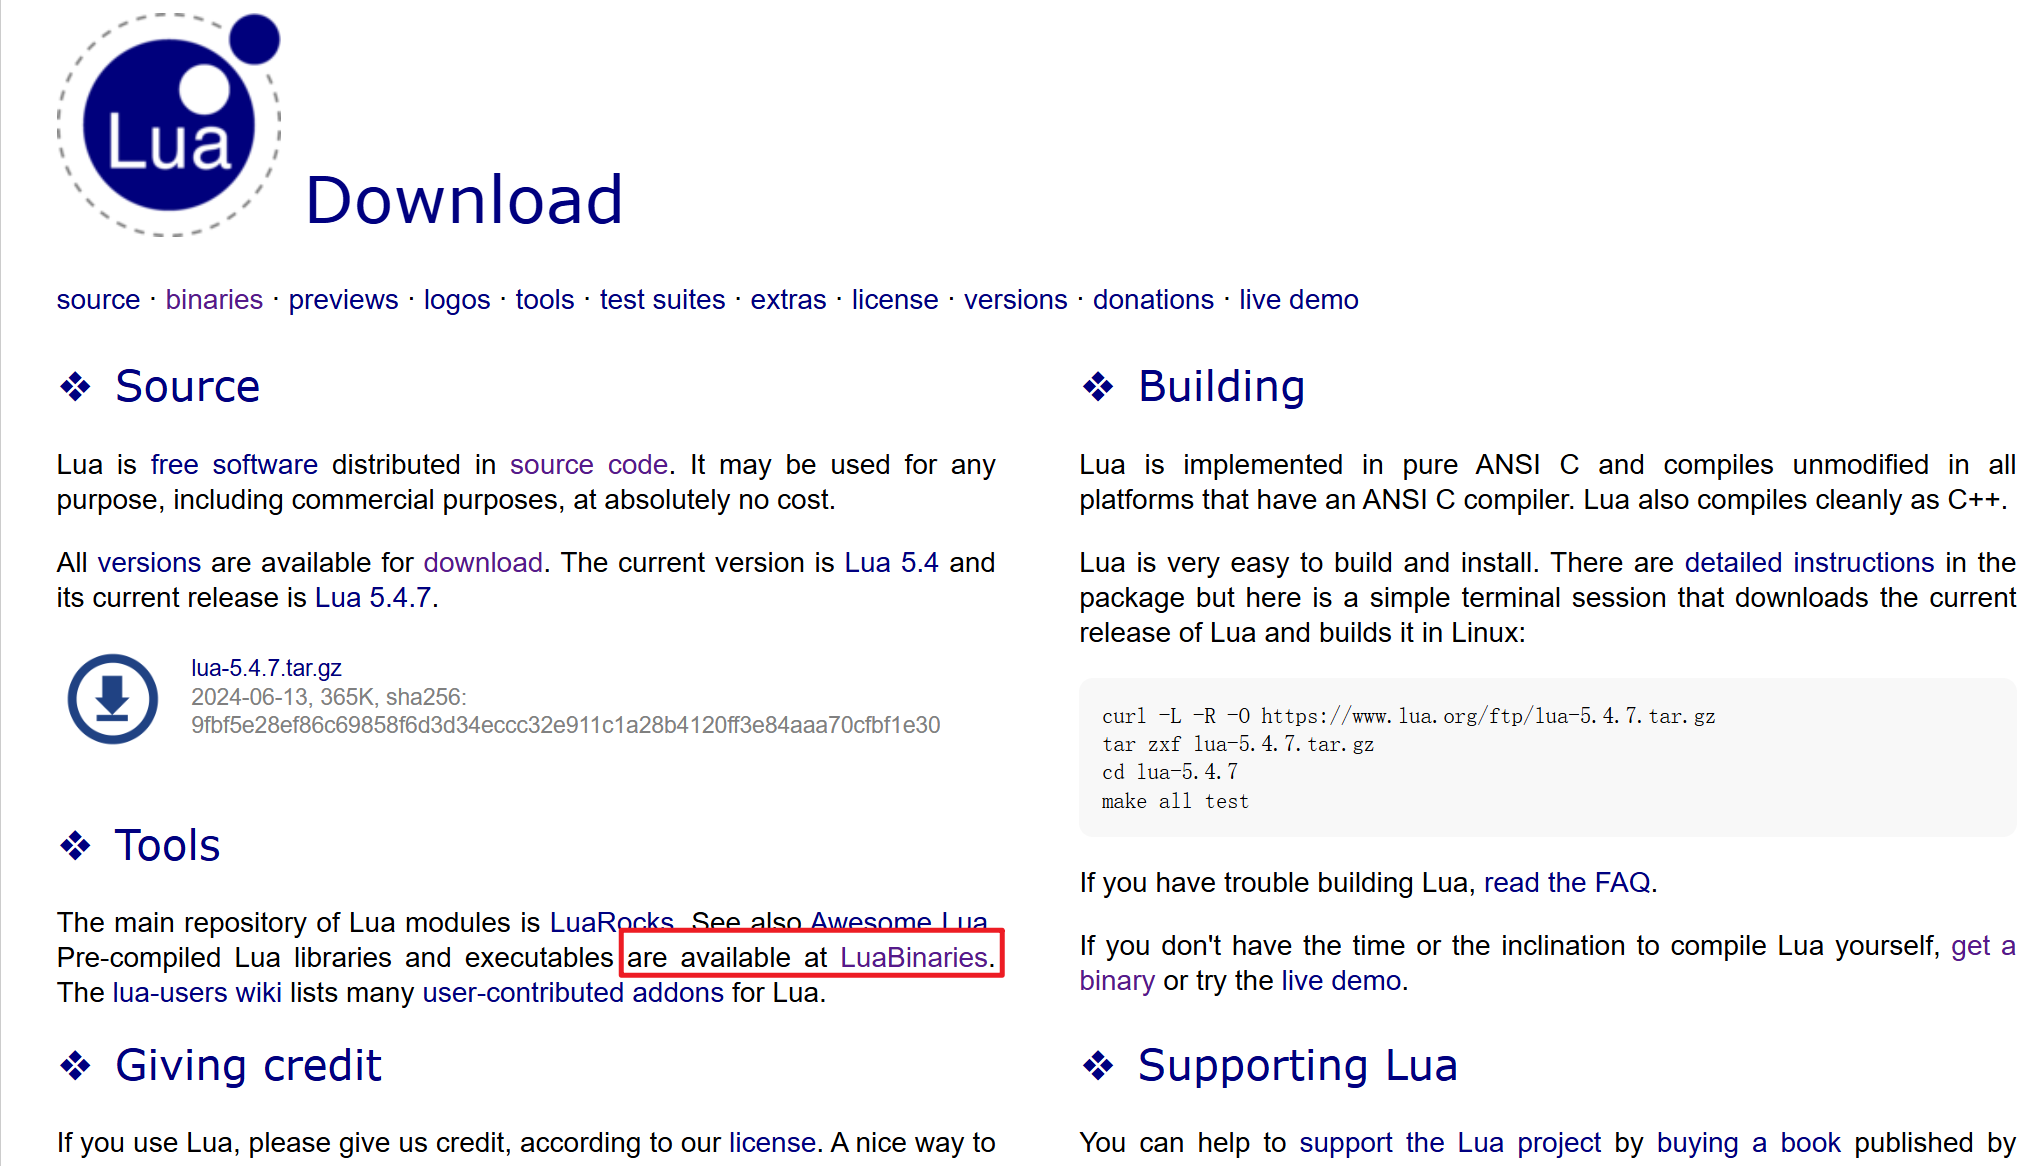 Lua
Download
source · binaries · previews · logos · tools · test suites · extras · license · versions · donations · live demo
❖ Source
Lua is free software distributed in source code. It may be used for any
purpose, including commercial purposes, at absolutely no cost.
All versions are available for download. The current version is Lua 5.4 and
its current release is Lua 5.4.7.
lua-5.4.7.tar.gz
2024-06-13, 365K, sha256:
9fbf5e28ef86c69858f6d3d34eccc32e911c1a28b4120ff3e84aaa70cfbf1e30
❖ Tools
The main repository of Lua modules is LuaRocks. See also Awesome Lua.
Pre-compiled Lua libraries and executables are available at LuaBinaries.
The lua-users wiki lists many user-contributed addons for Lua.
❖ Giving credit
If you use Lua, please give us credit, according to our license. A nice way to
❖ Building
Lua is implemented in pure ANSI C and compiles unmodified in all
platforms that have an ANSI C compiler. Lua also compiles cleanly as C++.
Lua is very easy to build and install. There are detailed instructions in the
package but here is a simple terminal session that downloads the current
release of Lua and builds it in Linux:
curl -L -R -O https://www.lua.org/ftp/lua-5.4.7.tar.gz
tar zxf lua-5.4.7.tar.gz
cd lua-5.4.7
make all test
If you have trouble building Lua, read the FAQ.
If you don't have the time or the inclination to compile Lua yourself, get a
binary or try the live demo.
❖ Supporting Lua
You can help to support the Lua project by buying a book published by